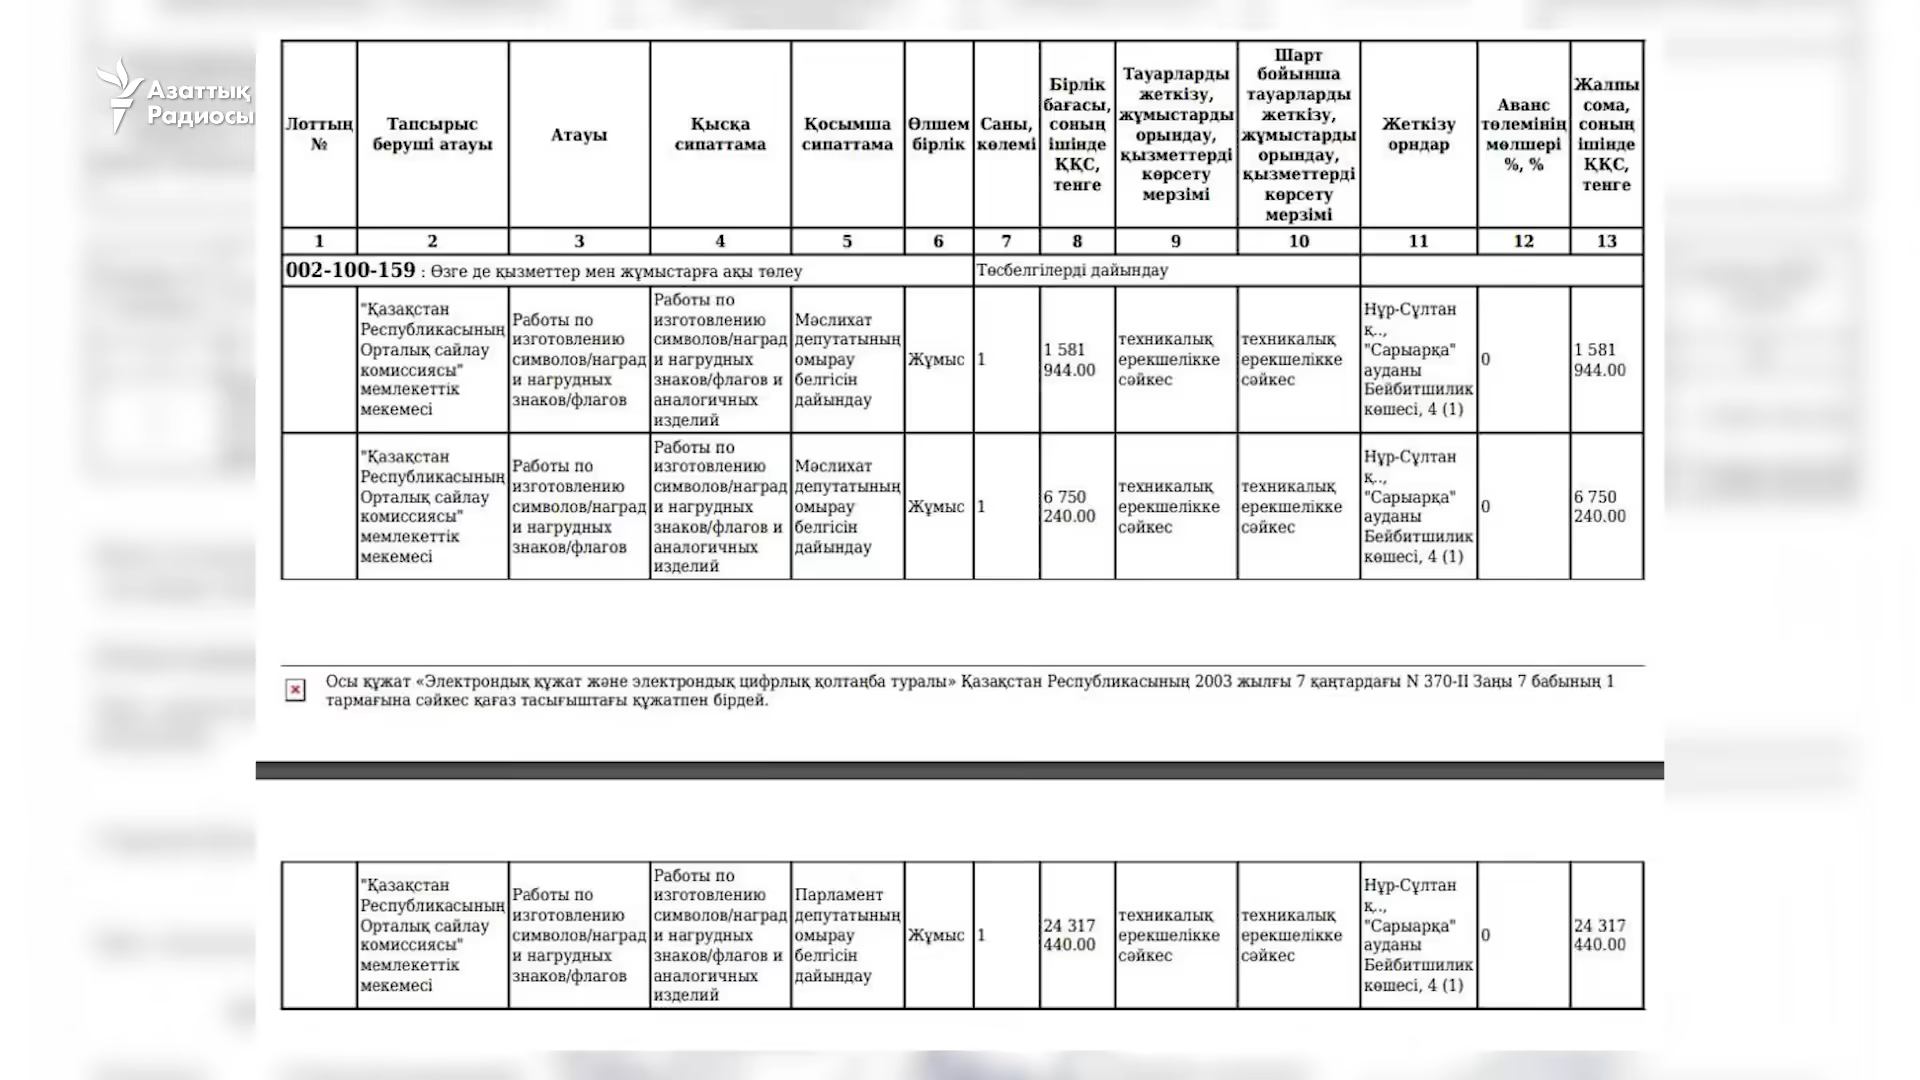 Азаттық
Радиосы
Лоттың
№
Тапсырыс
беруші атауы
Атауы
Қысқа
сипаттама
Қосымша
сипаттама
Өлшем
бірлік
Саны,
көлемі
Бірлік
бағасы,
соның
ішінде
ҚҚС,
тенге
Тауарларды
жеткізу,
жұмыстарды
орындау,
қызметтерді
көрсету
мерзімі
Шарт
бойынша
тауарларды
жеткізу,
жұмыстарды
орындау,
қызметтерді
көрсету
мерзімі
Жеткізу
орндар
Аванс
төлемінің
мөлшері
%, %
Жалпы
сома,
соның
ішінде
ҚҚС,
тенге
1 2 3 4 5 6 7 8 9 10 11 12 13
002-100-159 : Өзге де қызметтер мен жұмыстарға ақы төлеу
Төсбелгілерді дайындау
"Қазақстан
Республикасының
Орталық сайлау
комиссиясы"
мемлекеттік
мекемесі
Работы по
изготовлению
символов/наград
и нагрудных
знаков/флагов
Работы по
изготовлению
символов/наград
и нагрудных
знаков/флагов и
аналогичных
изделий
Мәслихат
депутатының
омырау
белгісін
дайындау
Жұмыс
1
1 581
944.00
техникалық
ерекшелікке
сәйкес
техникалық
ерекшелікке
сәйкес
Нұр-Сұлтан
қ..,
"Сарыарқа"
ауданы
Бейбитшилик
көшесі, 4 (1)
0
1 581
944.00
"Қазақстан
Республикасының
Орталық сайлау
комиссиясы"
мемлекеттік
мекемесі
Работы по
изготовлению
символов/наград
и нагрудных
знаков/флагов
Работы по
изготовлению
символов/наград
и нагрудных
знаков/флагов и
аналогичных
изделий
Мәслихат
депутатының
омырау
белгісін
дайындау
Жұмыс
1
6 750
240.00
техникалық
ерекшелікке
сәйкес
техникалық
ерекшелікке
сәйкес
Нұр-Сұлтан
қ..,
"Сарыарқа"
ауданы
Бейбитшилик
көшесі, 4 (1)
0
6 750
240.00
Осы құжат «Электрондық құжат және электрондық цифрлық қолтаңба туралы» Қазақстан Республикасының 2003 жылғы 7 қаңтардағы N 370-II Заңы 7 бабының 1
тармағына сәйкес қағаз тасығыштағы құжатпен бірдей.
"Қазақстан
Республикасының
Орталық сайлау
комиссиясы"
мемлекеттік
мекемесі
Работы по
изготовлению
символов/наград
и нагрудных
знаков/флагов
Работы по
изготовлению
символов/наград
и нагрудных
знаков/флагов и
аналогичных
изделий
Парламент
депутатының
омырау
белгісін
дайындау
Жұмыс
1
24 317
440.00
техникалық
ерекшелікке
сәйкес
техникалық
ерекшелікке
сәйкес
Нұр-Сұлтан
қ..,
"Сарыарқа"
ауданы
Бейбитшилик
көшесі, 4 (1)
0
24 317
440.00